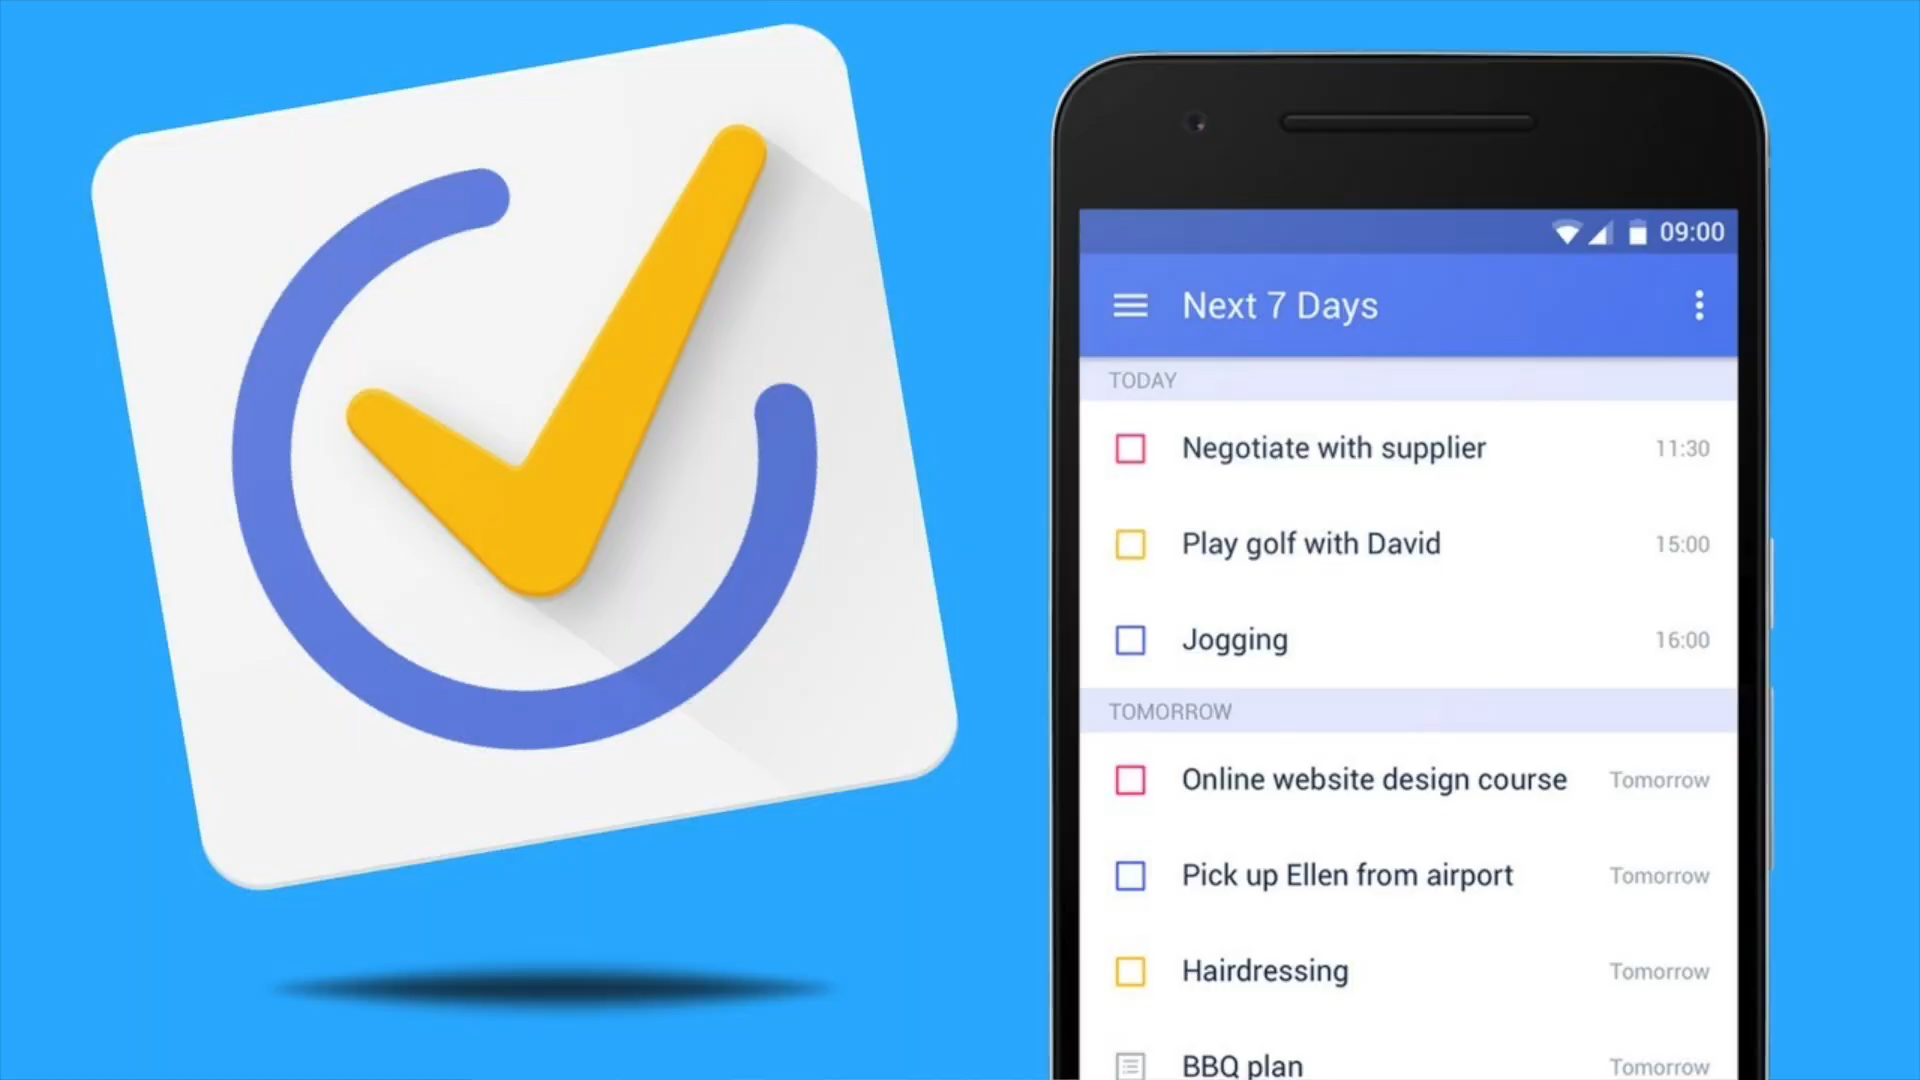 09:00
Next 7 Days
TODAY
Negotiate with supplier 11:30
Play golf with David 15:00
Jogging 16:00
TOMORROW
Online website design course Tomorrow
Pick up Ellen from airport Tomorrow
Hairdressing Tomorrow
BBQ plan Tomorrow